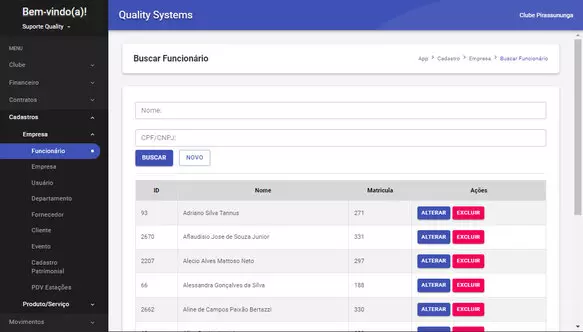 Bem-vindo(a)!
Suporte Quality
Quality Systems
Clube Pirassununga
MENU
Clube
Financeiro
Contratos
Cadastros
Empresa
Funcionário
Empresa
Usuário
Departamento
Fornecedor
Cliente
Evento
Cadastro
Patrimonial
PDV Estações
Produto/Serviço
Movimentos
Buscar Funcionário
App > Cadastro > Empresa > Buscar Funcionário
Nome:
CPF/CNPJ:
BUSCAR NOVO
ID Nome Matricula Ações
93 Adriano Silva Tannus 271 ALTERAR EXCLUIR
2670 Aflaudisio Jose de Souza Junior 331 ALTERAR EXCLUIR
2207 Alecio Alves Mattoso Neto 297 ALTERAR EXCLUIR
66 Alessandra Gonçalves da Silva 188 ALTERAR EXCLUIR
2662 Aline de Campos Paixão Bertazzi 330 ALTERAR EXCLUIR